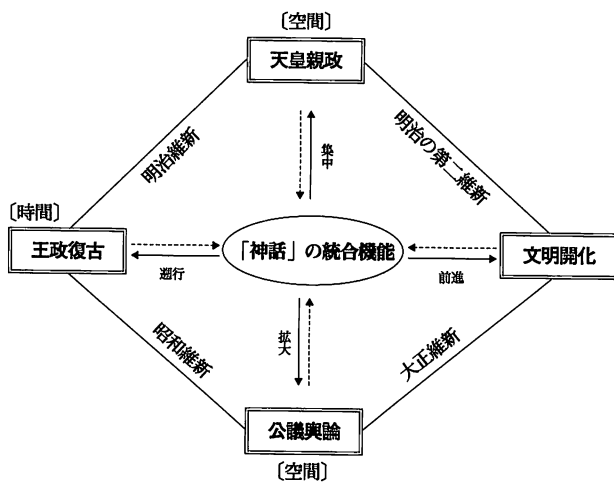 〔空間〕
天皇親政
明治維新
明治の第二維新
集中
〔時間〕
王政復古
「神話」の統合機能
文明開化
遡行
前進
拡大
昭和維新
大正維新
公議輿論
〔空間〕